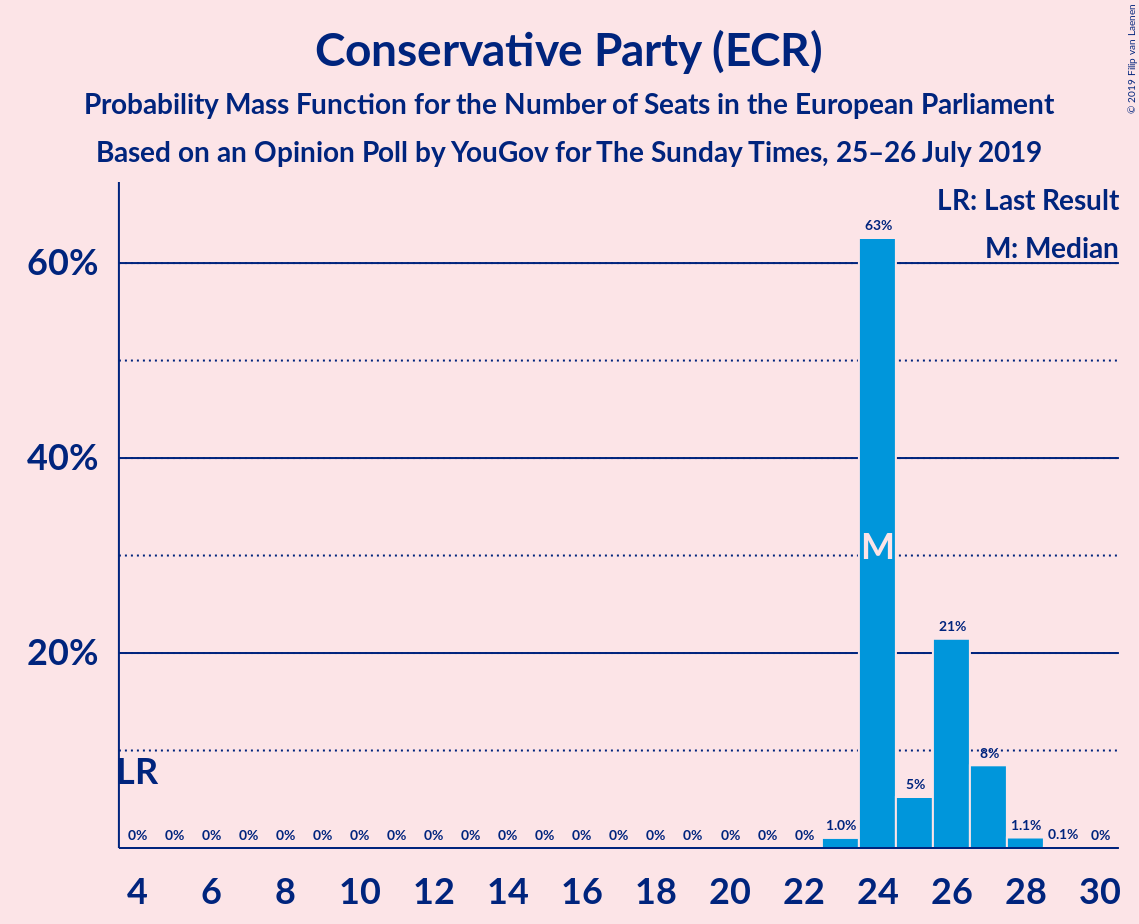 Conservative Party (ECR)
Probability Mass Function for the Number of Seats in the European Parliament
Based on an Opinion Poll by YouGov for The Sunday Times, 25–26 July 2019
© 2019 Filip van Laenen
LR: Last Result
M: Median
63%
60%
40%
M
21%
20%
8%
LR
5%
0% 0% 0% 0% 0% 0% 0% 0% 0% 0% 0% 0% 0% 0% 0% 0% 0% 0% 0% 1.0% 1.1% 0.1% 0%
4 6 8 10 12 14 16 18 20 22 24 26 28 30